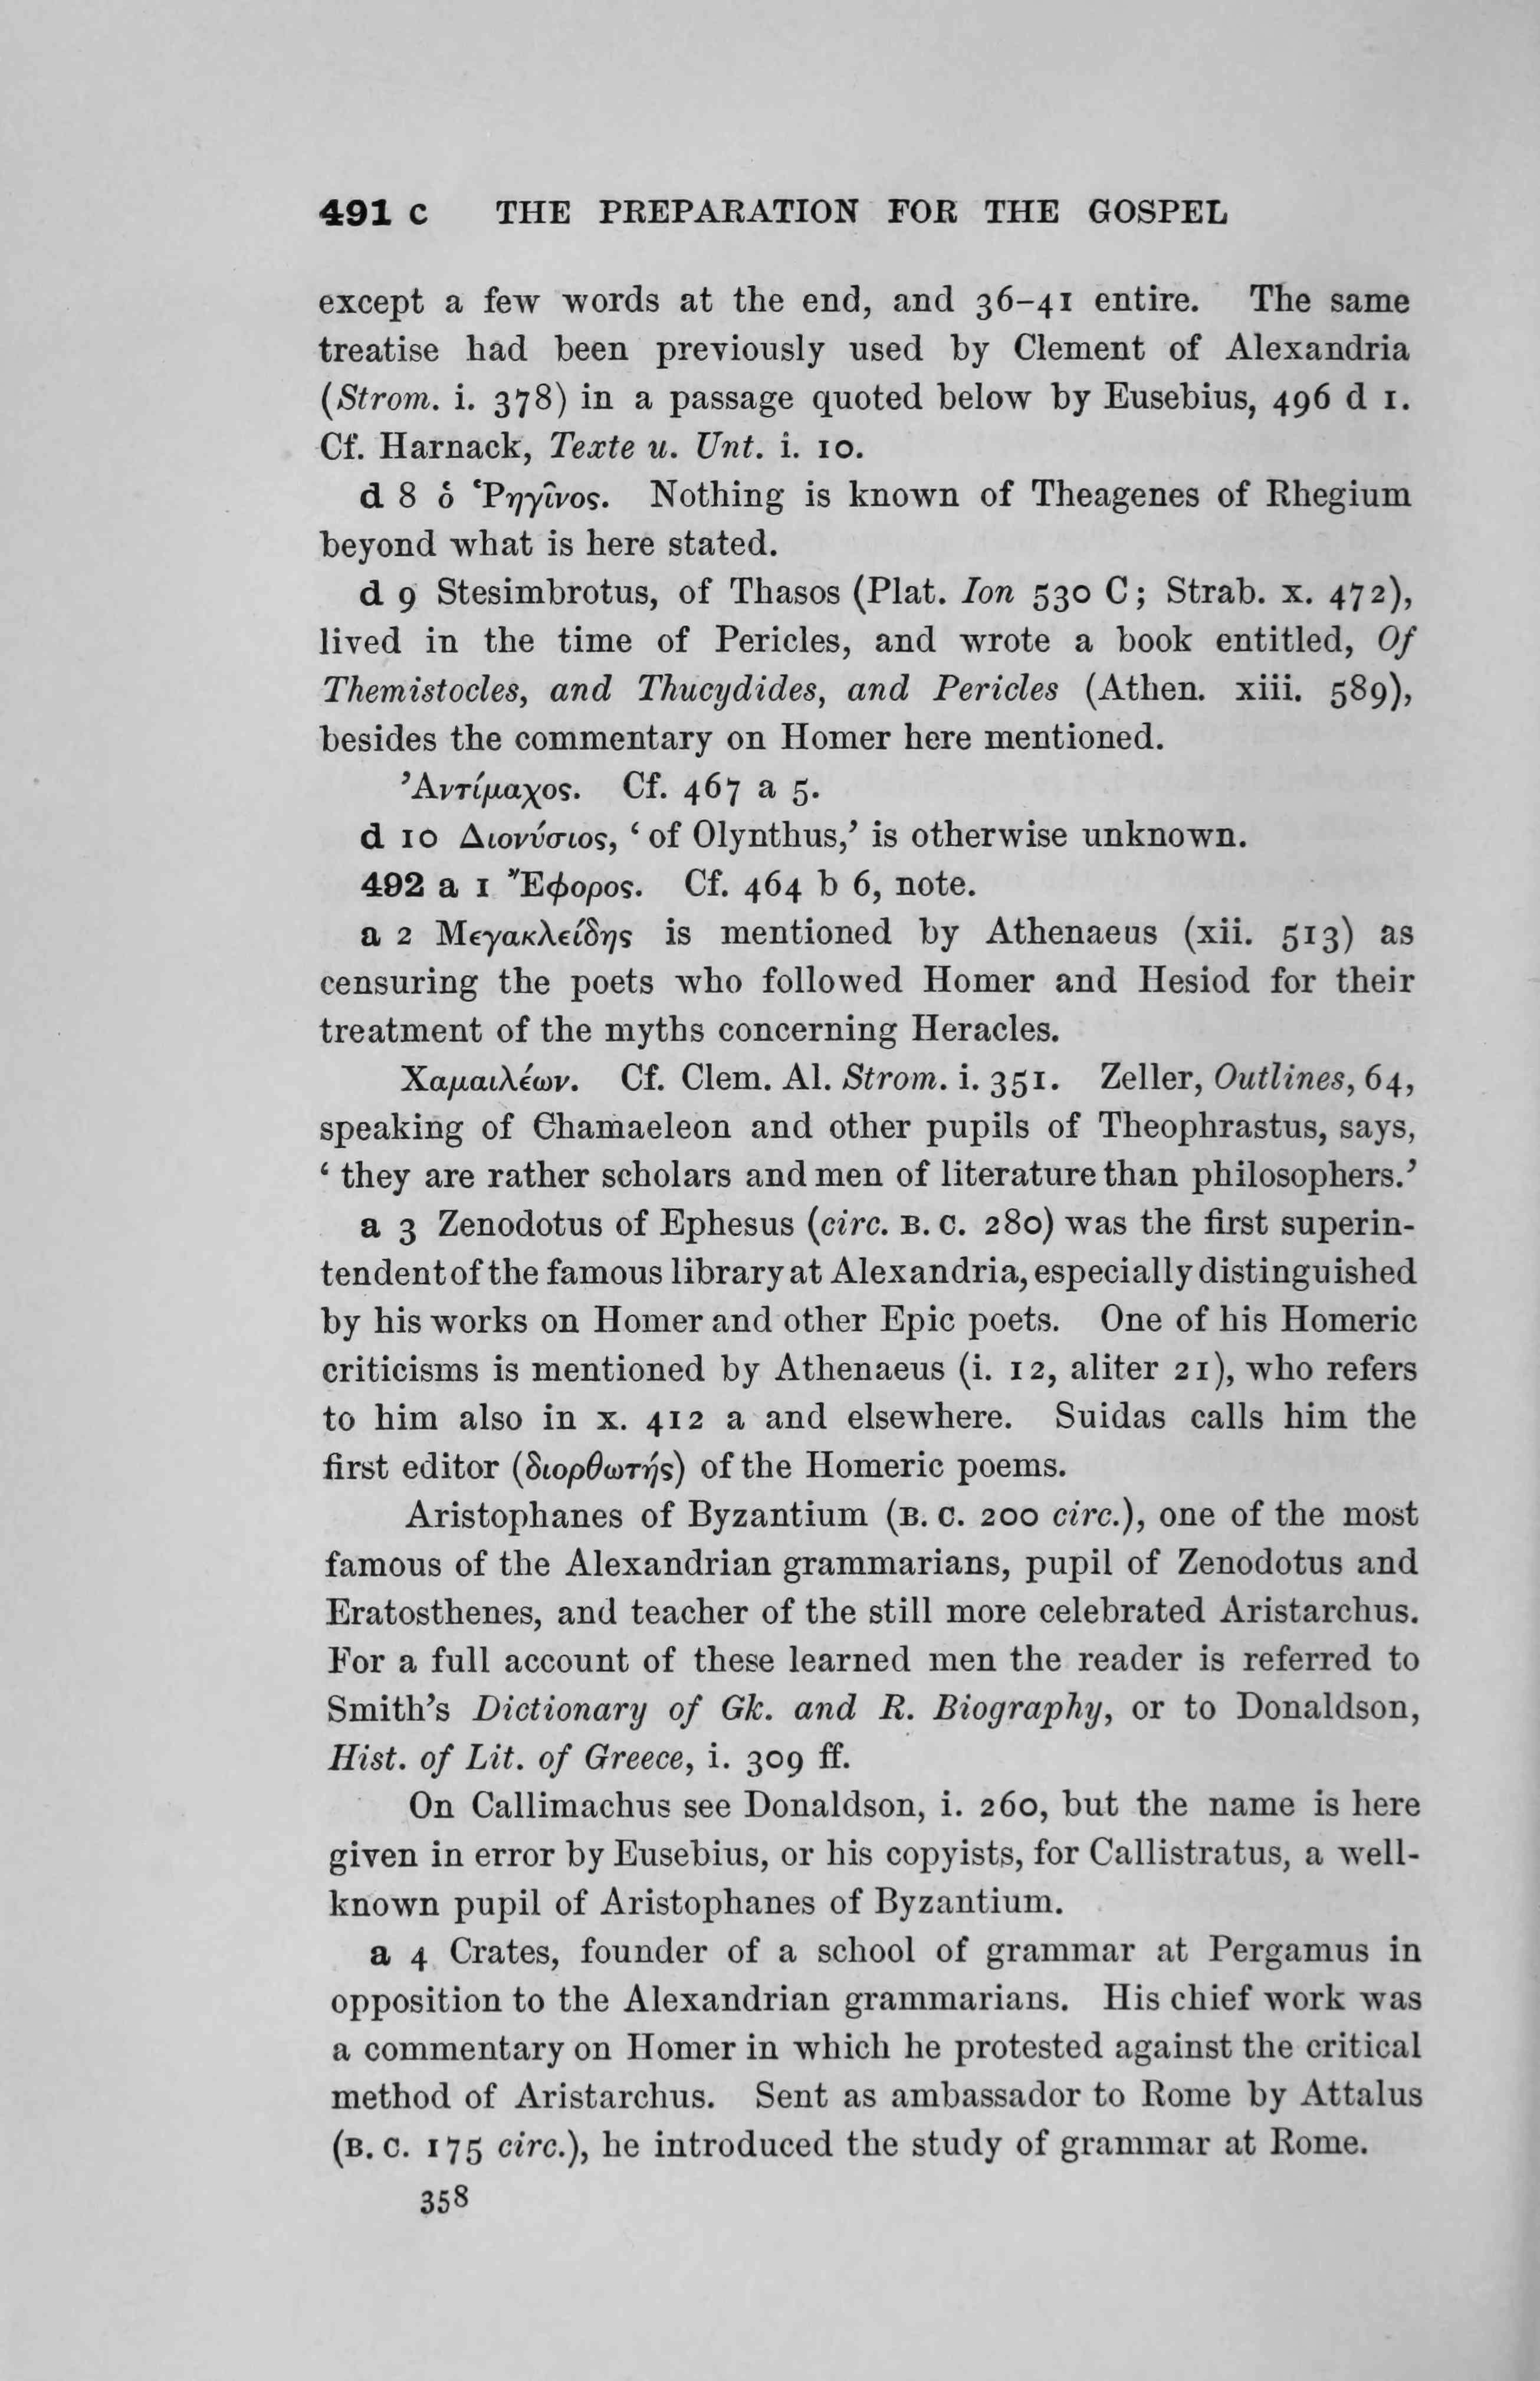 491 c THE PREPARATION FOR THE GOSPEL
except a few words at the end, and 36–41 entire. The same
treatise had been previously used by Clement of Alexandria
(Strom. i. 378) in a passage quoted below by Eusebius, 496 d 1.
Cf. Harnack, Texte u. Unt. i. 10.
d 8 ὁ Ῥηγῖνος. Nothing is known of Theagenes of Rhegium
beyond what is here stated.
d 9 Stesimbrotus, of Thasos (Plat. Ion 530 C; Strab. x. 472),
lived in the time of Pericles, and wrote a book entitled, Of
Themistocles, and Thucydides, and Pericles (Athen. xiii. 589),
besides the commentary on Homer here mentioned.
Ἀντίμαχος. Cf. 467 a 5.
d 10 Διονύσιος, ‘ of Olynthus,’ is otherwise unknown.
492 a 1 Ἔφορος. Cf. 464 b 6, note.
a 2 Μεγακλείδης is mentioned by Athenaeus (xii. 513) as
censuring the poets who followed Homer and Hesiod for their
treatment of the myths concerning Heracles.
Χαμαιλέων. Cf. Clem. Al. Strom. i. 351. Zeller, Outlines, 64,
speaking of Chamaeleon and other pupils of Theophrastus, says,
‘ they are rather scholars and men of literature than philosophers.’
a 3 Zenodotus of Ephesus (circ. B. C. 280) was the first superin-
tendent of the famous library at Alexandria, especially distinguished
by his works on Homer and other Epic poets. One of his Homeric
criticisms is mentioned by Athenaeus (i. 12, aliter 21), who refers
to him also in x. 412 a and elsewhere. Suidas calls him the
first editor (διορθωτής) of the Homeric poems.
Aristophanes of Byzantium (B. C. 200 circ.), one of the most
famous of the Alexandrian grammarians, pupil of Zenodotus and
Eratosthenes, and teacher of the still more celebrated Aristarchus.
For a full account of these learned men the reader is referred to
Smith’s Dictionary of Gk. and R. Biography, or to Donaldson,
Hist. of Lit. of Greece, i. 309 ff.
On Callimachus see Donaldson, i. 260, but the name is here
given in error by Eusebius, or his copyists, for Callistratus, a well-
known pupil of Aristophanes of Byzantium.
a 4 Crates, founder of a school of grammar at Pergamus in
opposition to the Alexandrian grammarians. His chief work was
a commentary on Homer in which he protested against the critical
method of Aristarchus. Sent as ambassador to Rome by Attalus
(B. C. 175 circ.), he introduced the study of grammar at Rome.
358